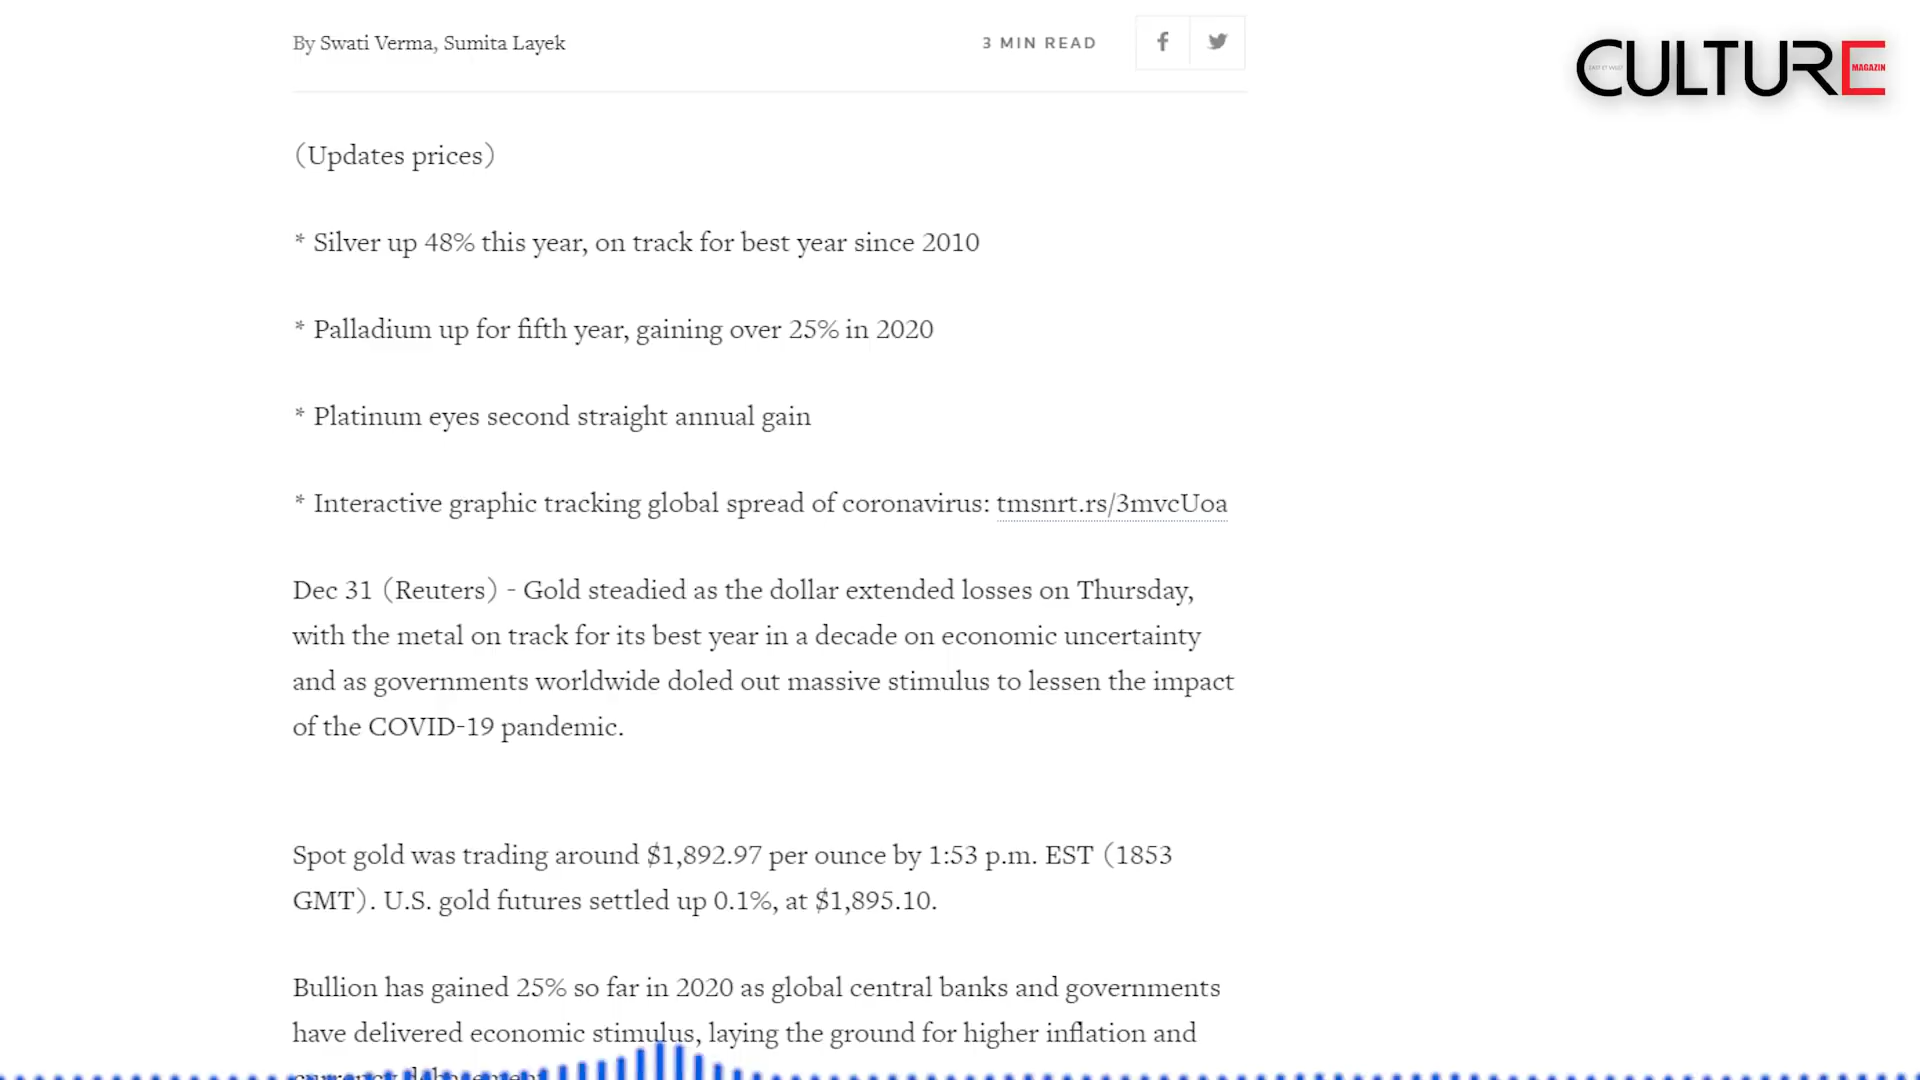 By Swati Verma, Sumita Layek
3 MIN READ
CULTURE
MAGAZIN
(Updates prices)
* Silver up 48% this year, on track for best year since 2010
* Palladium up for fifth year, gaining over 25% in 2020
* Platinum eyes second straight annual gain
* Interactive graphic tracking global spread of coronavirus: tmsnrt.rs/3mvcUoa
Dec 31 (Reuters) - Gold steadied as the dollar extended losses on Thursday,
with the metal on track for its best year in a decade on economic uncertainty
and as governments worldwide doled out massive stimulus to lessen the impact
of the COVID-19 pandemic.
Spot gold was trading around $1,892.97 per ounce by 1:53 p.m. EST (1853
GMT). U.S. gold futures settled up 0.1%, at $1,895.10.
Bullion has gained 25% so far in 2020 as global central banks and governments
have delivered economic stimulus, laying the ground for higher inflation and